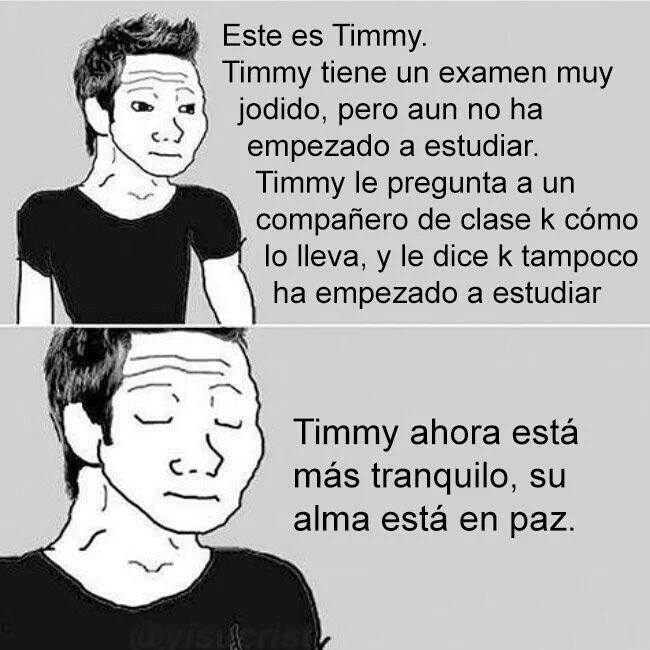 Este es Timmy.
Timmy tiene un examen muy
jodido, pero aun no ha
empezado a estudiar.
Timmy le pregunta a un
compañero de clase k cómo
lo lleva, y le dice k tampoco
ha empezado a estudiar
Timmy ahora está
más tranquilo, su
alma está en paz.